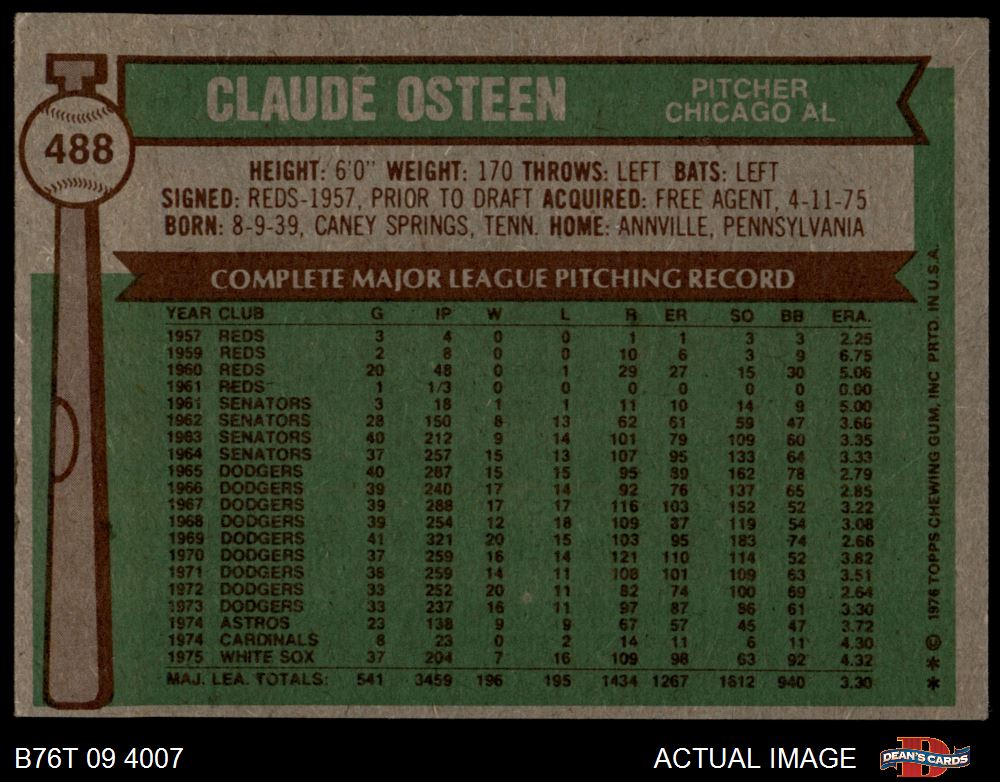 CLAUDE OSTEEN
PITCHER
CHICAGO AL
488
HEIGHT: 6'0" WEIGHT: 170 THROWS: LEFT BATS: LEFT
SIGNED: REDS-1957, PRIOR TO DRAFT ACQUIRED: FREE AGENT, 4-11-75
BORN: 8-9-39, CANEY SPRINGS, TENN. HOME: ANNVILLE, PENNSYLVANIA
COMPLETE MAJOR LEAGUE PITCHING RECORD
YEAR CLUB G IP W L R ER SO BB ERA.
1957 REDS 3 4 0 0 1 1 3 3 2.25
1959 REDS 2 8 0 0 10 6 3 9 6.75
1960 REDS 20 48 0 1 29 27 15 30 5.06
1961 REDS 1 1/3 0 0 0 0 0 0 0.00
1961 SENATORS 3 18 1 1 11 10 14 9 5.00
1962 SENATORS 28 150 8 13 62 61 59 47 3.66
1963 SENATORS 40 212 9 14 101 79 109 60 3.35
1964 SENATORS 37 257 15 13 107 95 133 64 3.33
1965 DODGERS 40 287 15 15 95 89 162 78 2.79
1966 DODGERS 39 240 17 14 92 76 137 65 2.85
1967 DODGERS 39 288 17 17 116 103 152 52 3.22
1968 DODGERS 39 254 12 18 109 87 119 54 3.08
1969 DODGERS 41 321 20 15 103 95 183 74 2.66
1970 DODGERS 37 259 16 14 121 110 114 52 3.82
1971 DODGERS 38 259 14 11 108 101 109 63 3.51
1972 DODGERS 33 252 20 11 82 74 100 69 2.64
1973 DODGERS 33 237 16 11 97 87 86 61 3.30
1974 ASTROS 23 138 9 9 67 57 45 47 3.72
1974 CARDINALS 8 23 0 2 14 11 6 11 4.30
1975 WHITE SOX 37 204 7 16 109 98 63 92 4.32
MAJ. LEA. TOTALS: 541 3459 196 195 1434 1267 1612 940 3.30
* * © 1976 TOPPS CHEWING GUM, INC PRTD. IN U.S.A.
B76T 09 4007
ACTUAL IMAGE
DEAN'S CARDS